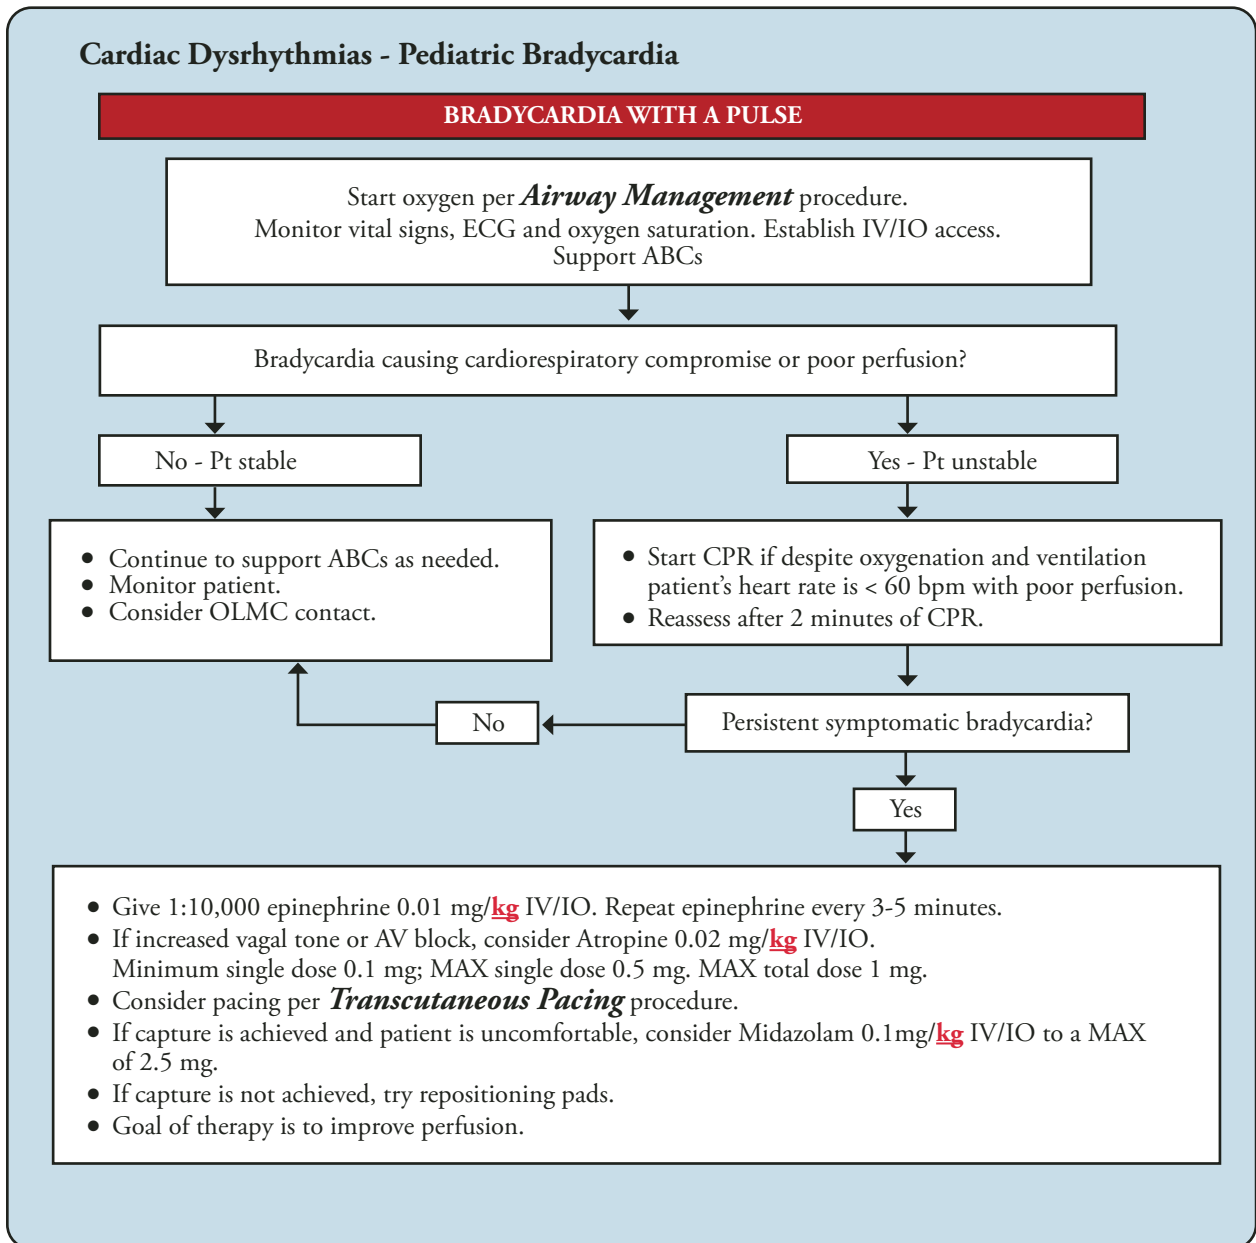 Cardiac Dysrhythmias - Pediatric Bradycardia
BRADYCARDIA WITH A PULSE
Start oxygen per Airway Management procedure.
Monitor vital signs, ECG and oxygen saturation. Establish IV/IO access.
Support ABCs
Bradycardia causing cardiorespiratory compromise or poor perfusion?
No - Pt stable
Yes - Pt unstable
• Continue to support ABCs as needed.
• Monitor patient.
• Consider OLMC contact.
• Start CPR if despite oxygenation and ventilation
patient’s heart rate is < 60 bpm with poor perfusion.
• Reassess after 2 minutes of CPR.
No
Persistent symptomatic bradycardia?
Yes
• Give 1:10,000 epinephrine 0.01 mg/kg IV/IO. Repeat epinephrine every 3-5 minutes.
• If increased vagal tone or AV block, consider Atropine 0.02 mg/kg IV/IO.
Minimum single dose 0.1 mg; MAX single dose 0.5 mg. MAX total dose 1 mg.
• Consider pacing per Transcutaneous Pacing procedure.
• If capture is achieved and patient is uncomfortable, consider Midazolam 0.1mg/kg IV/IO to a MAX
of 2.5 mg.
• If capture is not achieved, try repositioning pads.
• Goal of therapy is to improve perfusion.